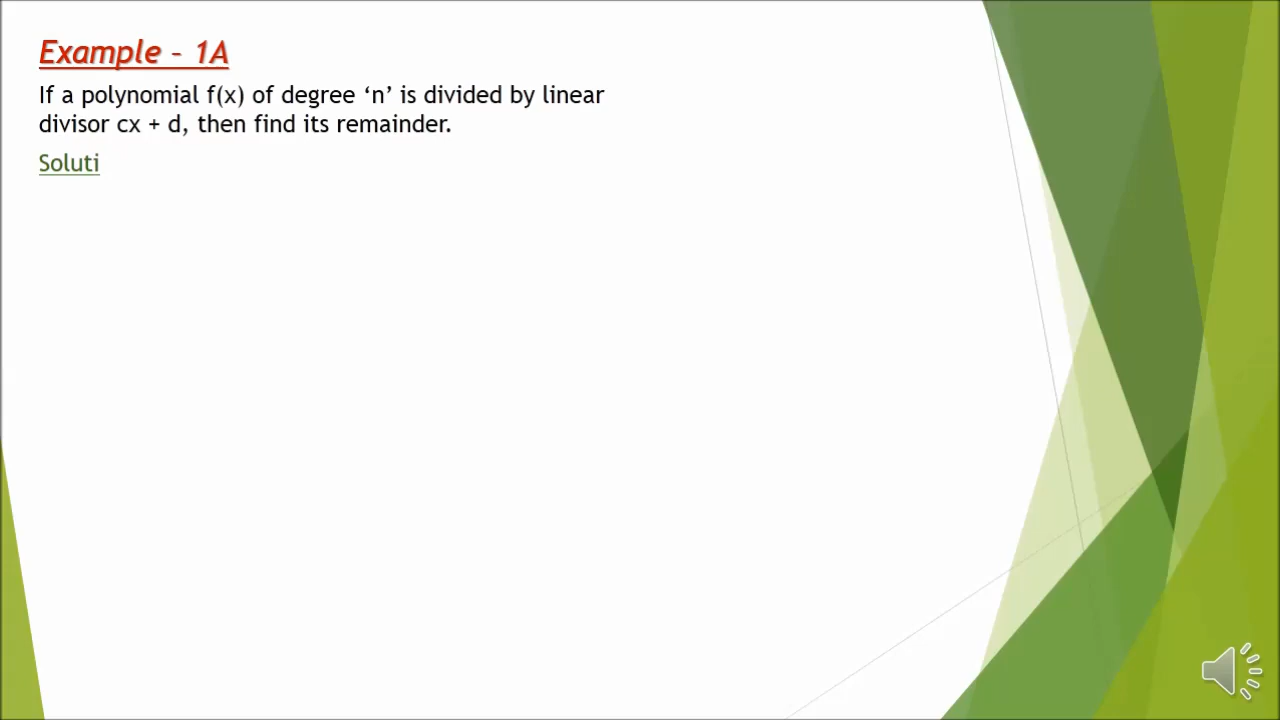 Example – 1A
If a polynomial f(x) of degree ‘n’ is divided by linear
divisor cx + d, then find its remainder.
Soluti